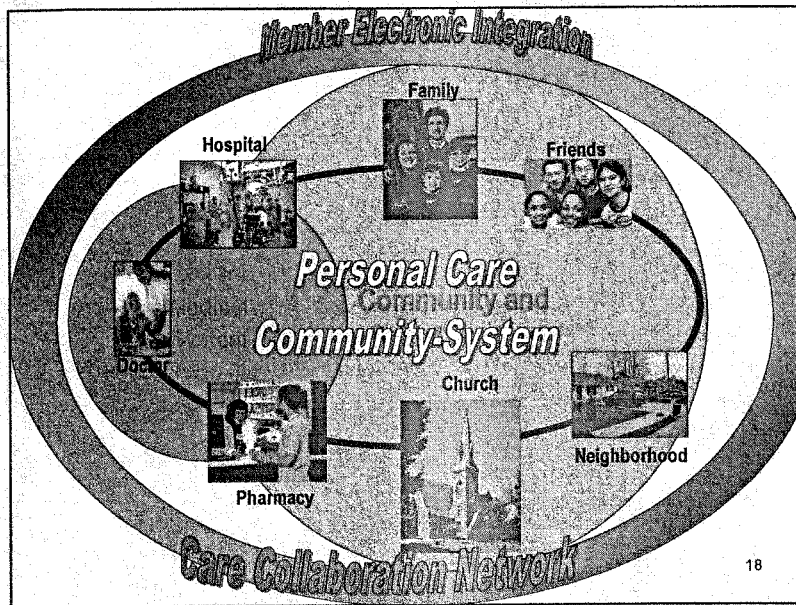 Member Electronic Integration
Family
Hospital
Friends
Personal Care
Community and
Community-System
Doctor
Church
Pharmacy
Neighborhood
Care Collaboration Network
18